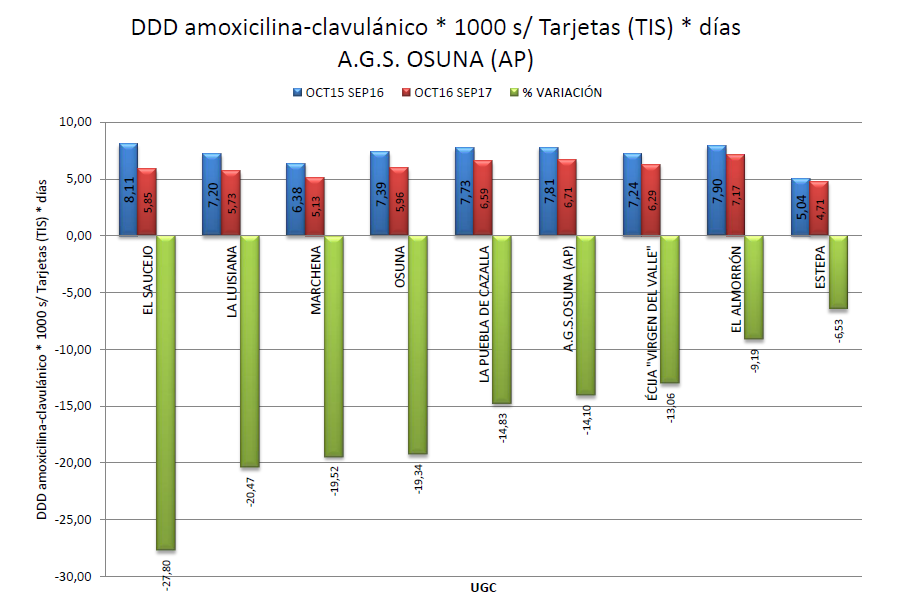 DDD amoxicilina-clavulánico * 1000 s/ Tarjetas (TIS) * días
A.G.S. OSUNA (AP)
OCT15 SEP16 OCT16 SEP17 % VARIACIÓN
DDD amoxicilina-clavulánico * 1000 s/ Tarjetas (TIS) * días
10,00
5,00
0,00
-5,00
-10,00
-15,00
-20,00
-25,00
-30,00
8,11
5,85
EL SAUCEJO
-27,80
7,20
5,73
LA LUISIANA
-20,47
6,38
5,13
MARCHENA
-19,52
7,39
5,96
OSUNA
-19,34
7,73
6,59
LA PUEBLA DE CAZALLA
-14,83
7,81
6,71
A.G.S.OSUNA (AP)
-14,10
7,24
6,29
ÉCIJA "VIRGEN DEL VALLE"
-13,06
7,90
7,17
EL ALMORRÓN
-9,19
5,04
4,71
ESTEPA
-6,53
UGC